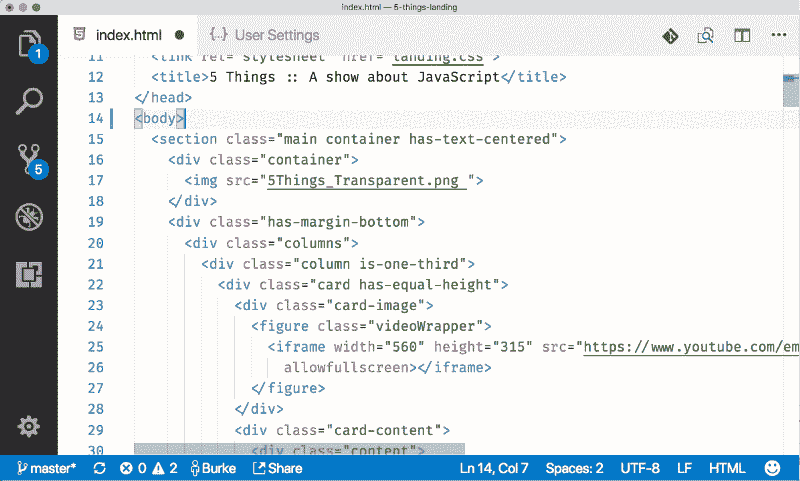 index.html — 5-things-landing
index.html
{..} User Settings
1
5
11 <link rel="stylesheet" href="landing.css">
12 <title>5 Things :: A show about JavaScript</title>
13 </head>
14 <body>
15 <section class="main container has-text-centered">
16 <div class="container">
17 <img src="5Things_Transparent.png ">
18 </div>
19 <div class="has-margin-bottom">
20 <div class="columns">
21 <div class="column is-one-third">
22 <div class="card has-equal-height">
23 <div class="card-image">
24 <figure class="videoWrapper">
25 <iframe width="560" height="315" src="https://www.youtube.com/em
26 allowfullscreen></iframe>
27 </figure>
28 </div>
29 <div class="card-content">
30 <div class="content">
master* 0 2 Burke Share Ln 14, Col 7 Spaces: 2 UTF-8 LF HTML